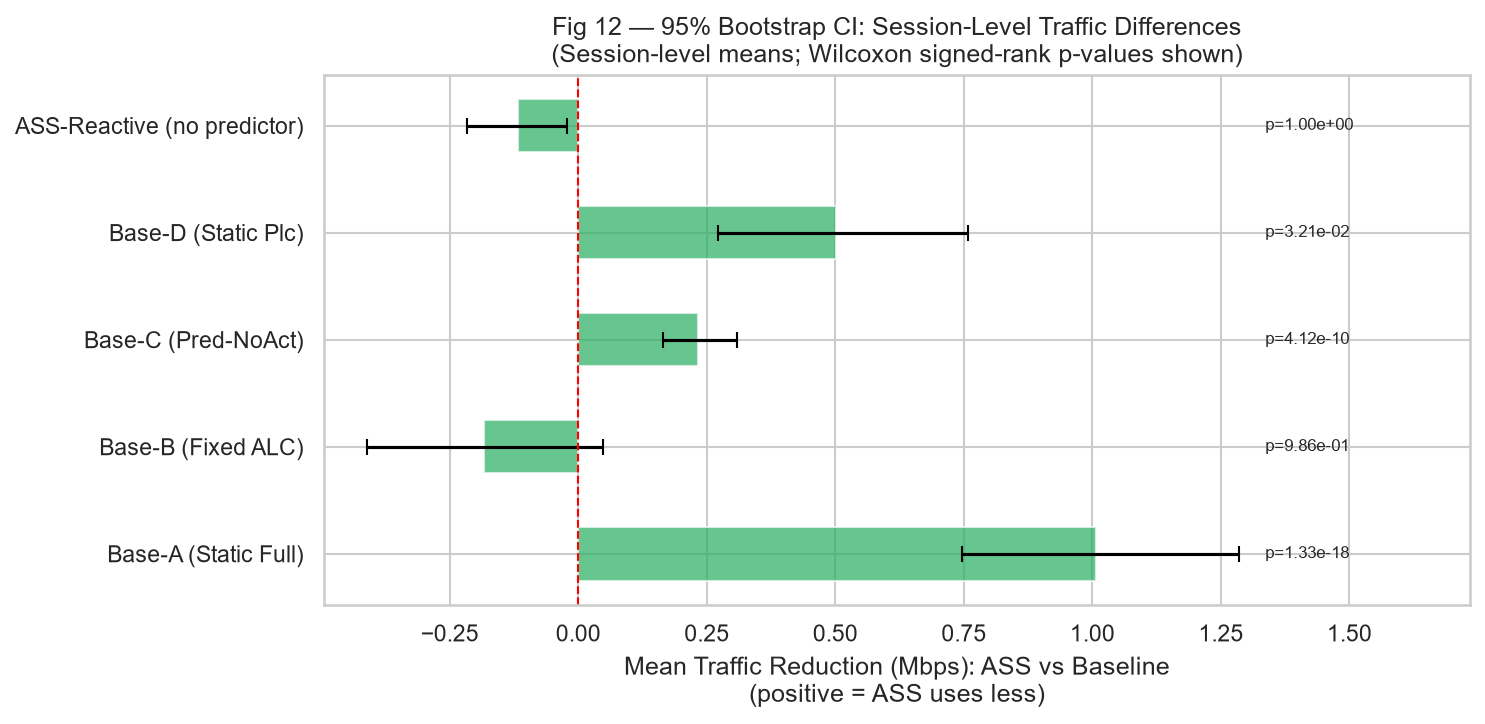 Fig 12 — 95% Bootstrap CI: Session-Level Traffic Differences
(Session-level means; Wilcoxon signed-rank p-values shown)
ASS-Reactive (no predictor)
p=1.00e+00
Base-D (Static Plc)
p=3.21e-02
Base-C (Pred-NoAct)
p=4.12e-10
Base-B (Fixed ALC)
p=9.86e-01
Base-A (Static Full)
p=1.33e-18
−0.25 0.00 0.25 0.50 0.75 1.00 1.25 1.50
Mean Traffic Reduction (Mbps): ASS vs Baseline
(positive = ASS uses less)